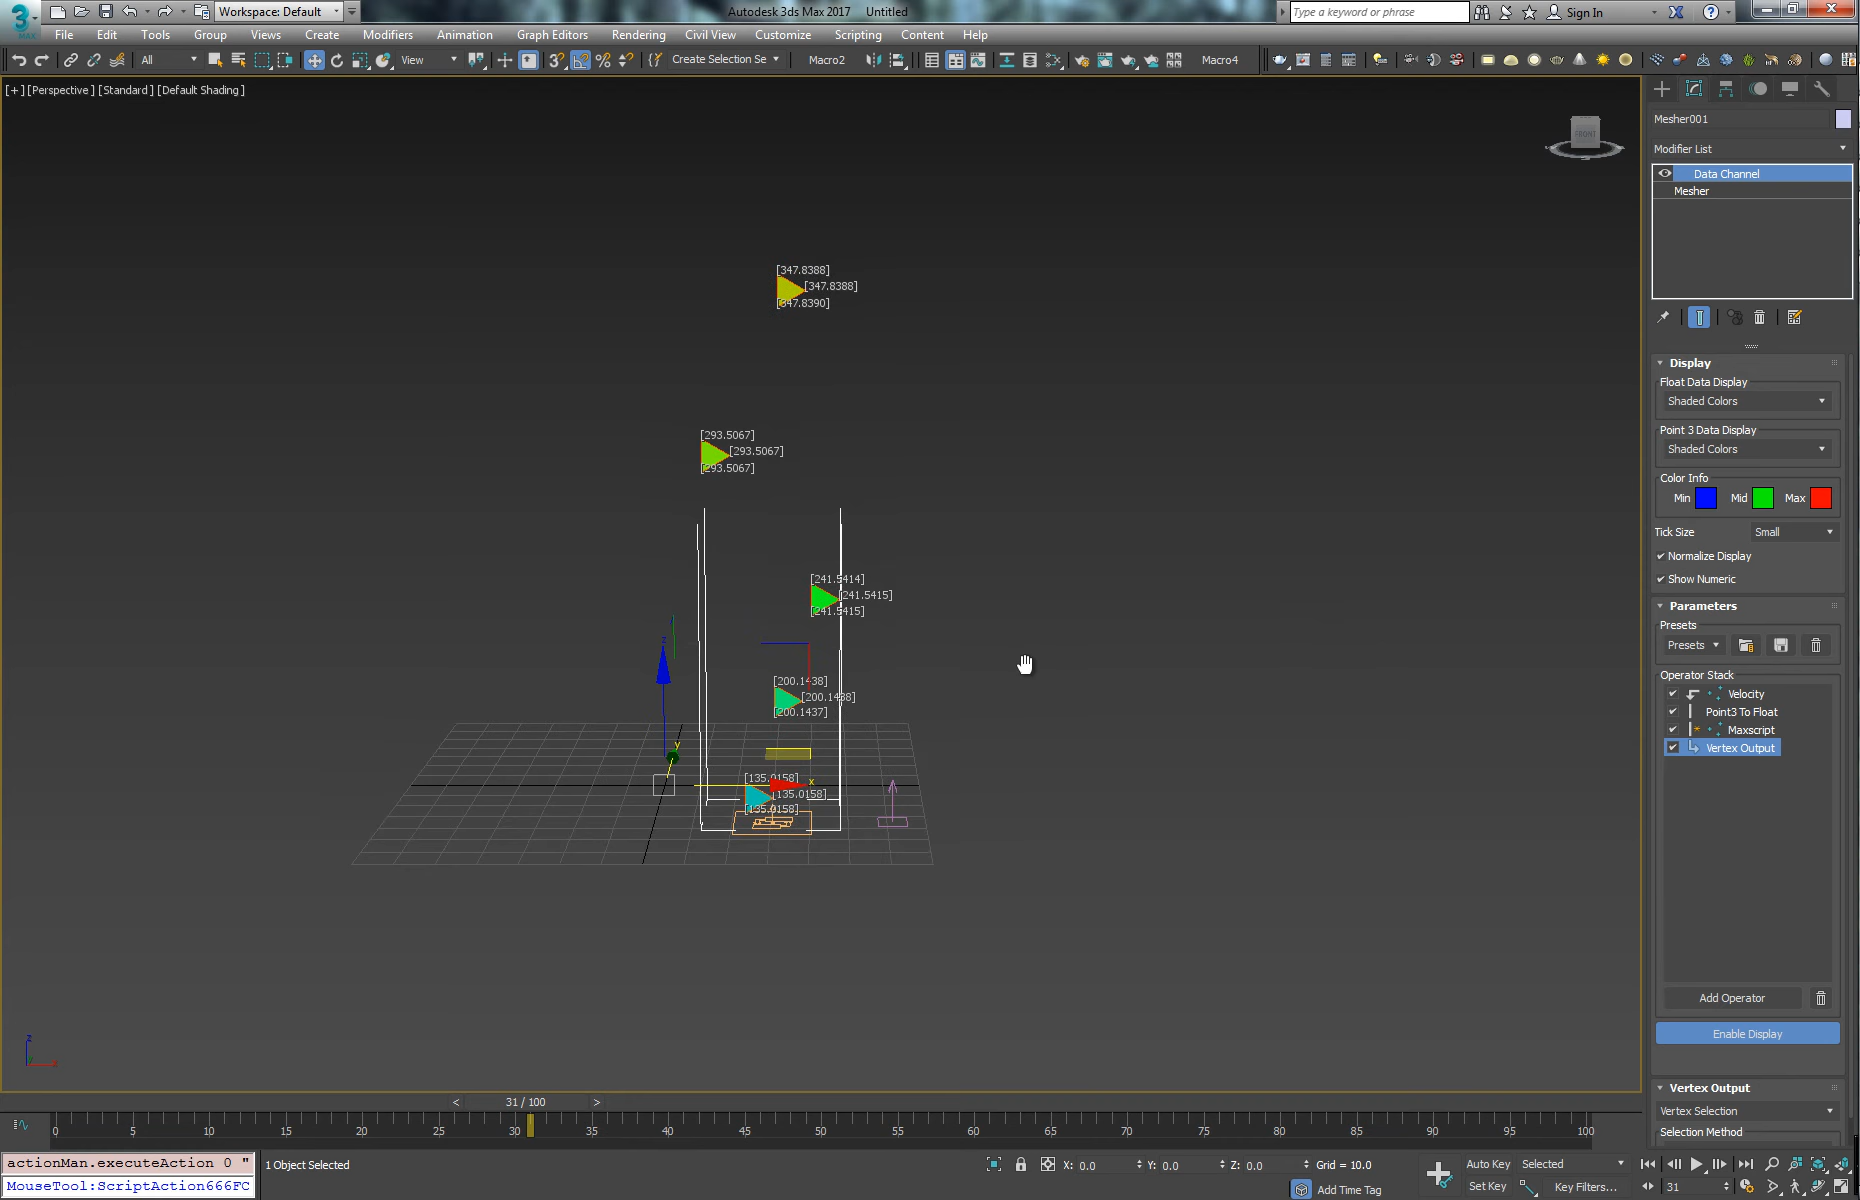 3
MAX
Workspace: Default
Autodesk 3ds Max 2017 Untitled
Type a keyword or phrase
Sign In
File Edit Tools Group Views Create Modifiers Animation Graph Editors Rendering Civil View Customize Scripting Content Help
All
View
Create Selection Se
Macro2
Macro4
[+] [Perspective] [Standard] [Default Shading]
FRONT
[347.8388]
[347.8388]
[347.8390]
[293.5067]
[293.5067]
[293.5067]
[241.5414]
[241.5415]
[241.5415]
[200.1438]
[200.1438]
[200.1437]
[135.0158]
[135.0158]
[135.0158]
z
y
x
z
x
Mesher001
Modifier List
Data Channel
Mesher
Display
Float Data Display
Shaded Colors
Point 3 Data Display
Shaded Colors
Color Info
Min Mid Max
Tick Size Small
Normalize Display
Show Numeric
Parameters
Presets
Presets
Operator Stack
Velocity
Point3 To Float
Maxscript
Vertex Output
Add Operator
Enable Display
Vertex Output
Vertex Selection
Selection Method
< 31 / 100 >
0 5 10 15 20 25 30 35 40 45 50 55 60 65 70 75 80 85 90 95 100
actionMan.executeAction 0 "
MouseTool:ScriptAction666FC
1 Object Selected
X: 0.0 Y: 0.0 Z: 0.0 Grid = 10.0
Add Time Tag
Auto Key Selected
Set Key Key Filters...
31